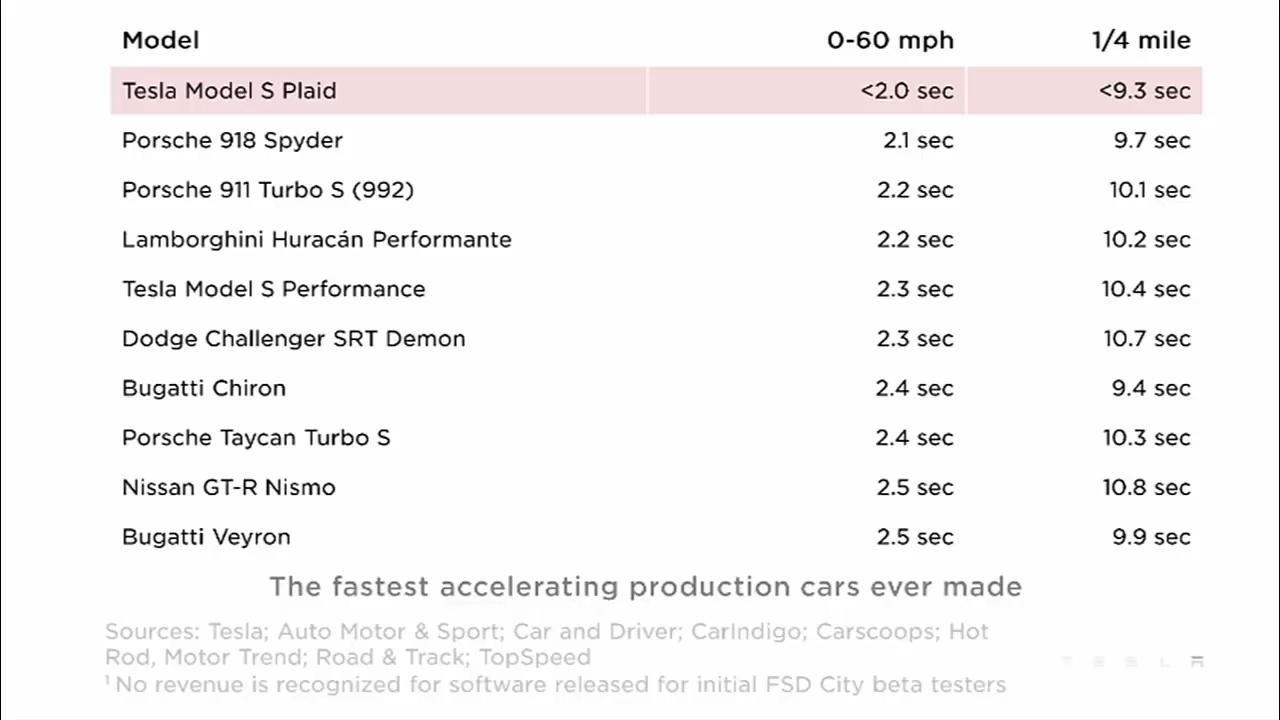 Model 0-60 mph 1/4 mile
Tesla Model S Plaid <2.0 sec <9.3 sec
Porsche 918 Spyder 2.1 sec 9.7 sec
Porsche 911 Turbo S (992) 2.2 sec 10.1 sec
Lamborghini Huracán Performante 2.2 sec 10.2 sec
Tesla Model S Performance 2.3 sec 10.4 sec
Dodge Challenger SRT Demon 2.3 sec 10.7 sec
Bugatti Chiron 2.4 sec 9.4 sec
Porsche Taycan Turbo S 2.4 sec 10.3 sec
Nissan GT-R Nismo 2.5 sec 10.8 sec
Bugatti Veyron 2.5 sec 9.9 sec
The fastest accelerating production cars ever made
Sources: Tesla; Auto Motor & Sport; Car and Driver; CarIndigo; Carscoops; Hot
Rod, Motor Trend; Road & Track; TopSpeed
TESLA
¹ No revenue is recognized for software released for initial FSD City beta testers